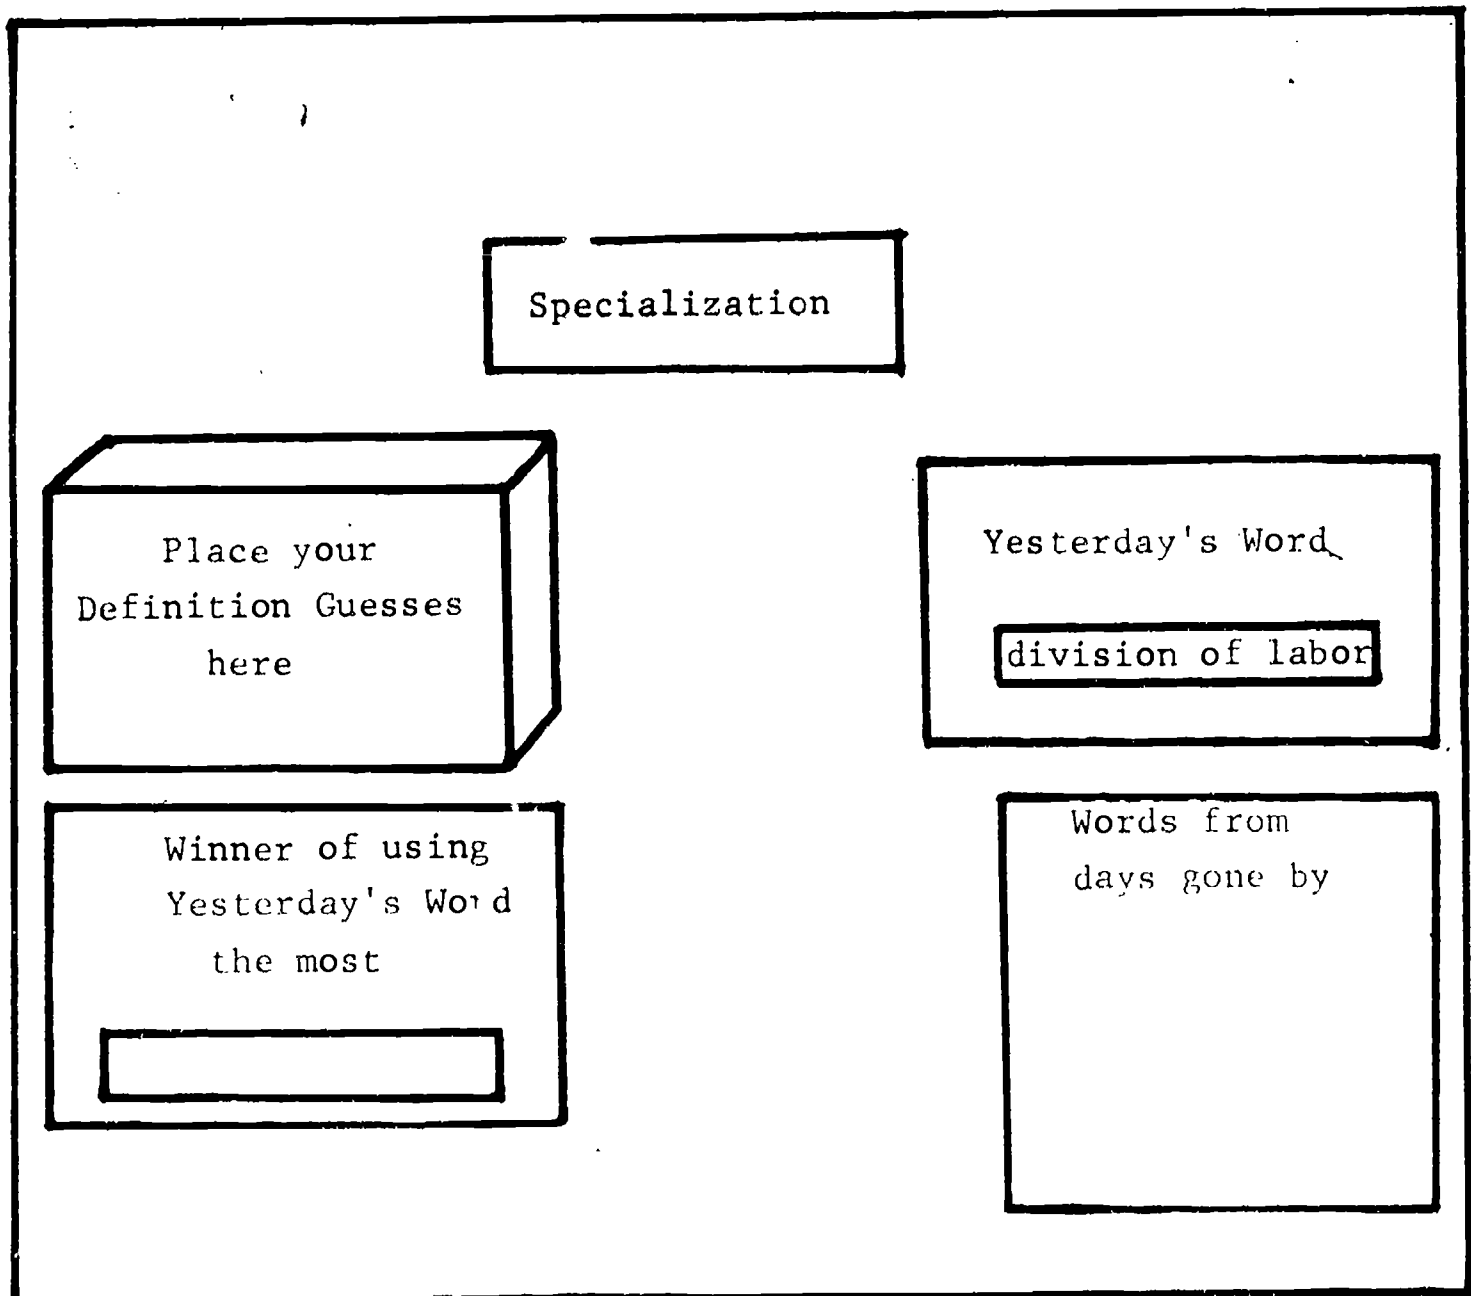 Specialization
Place your
Definition Guesses
here
Yesterday's Word
division of labor
Winner of using
Yesterday's Word
the most
Words from
days gone by